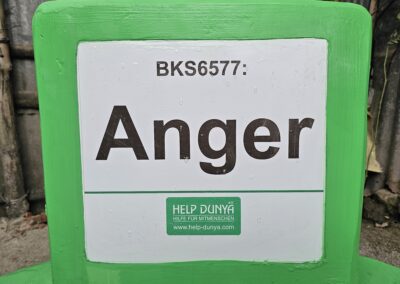 BKS6577:
Anger
HELP DUNYA
HILFE FÜR MITMENSCHEN
www.help-dunya.com